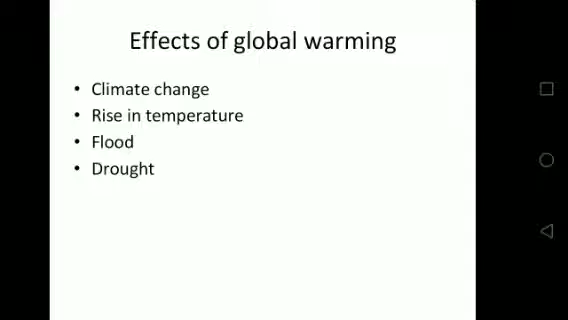 Effects of global warming
• Climate change
• Rise in temperature
• Flood
• Drought